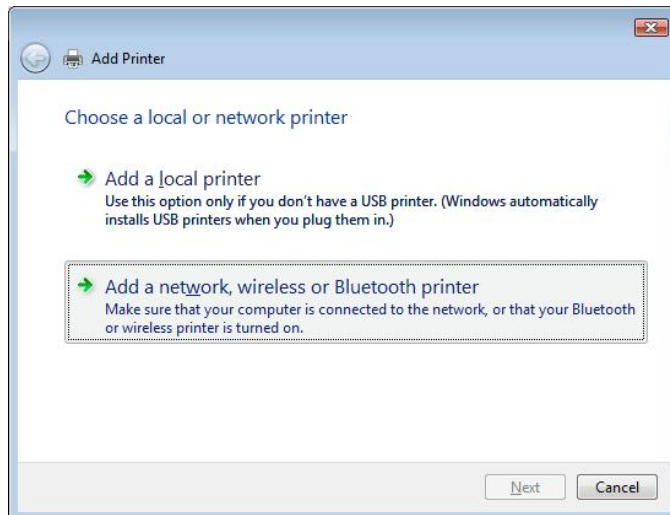 Add Printer
Choose a local or network printer
Add a local printer
Use this option only if you don't have a USB printer. (Windows automatically
installs USB printers when you plug them in.)
Add a network, wireless or Bluetooth printer
Make sure that your computer is connected to the network, or that your Bluetooth
or wireless printer is turned on.
Next Cancel